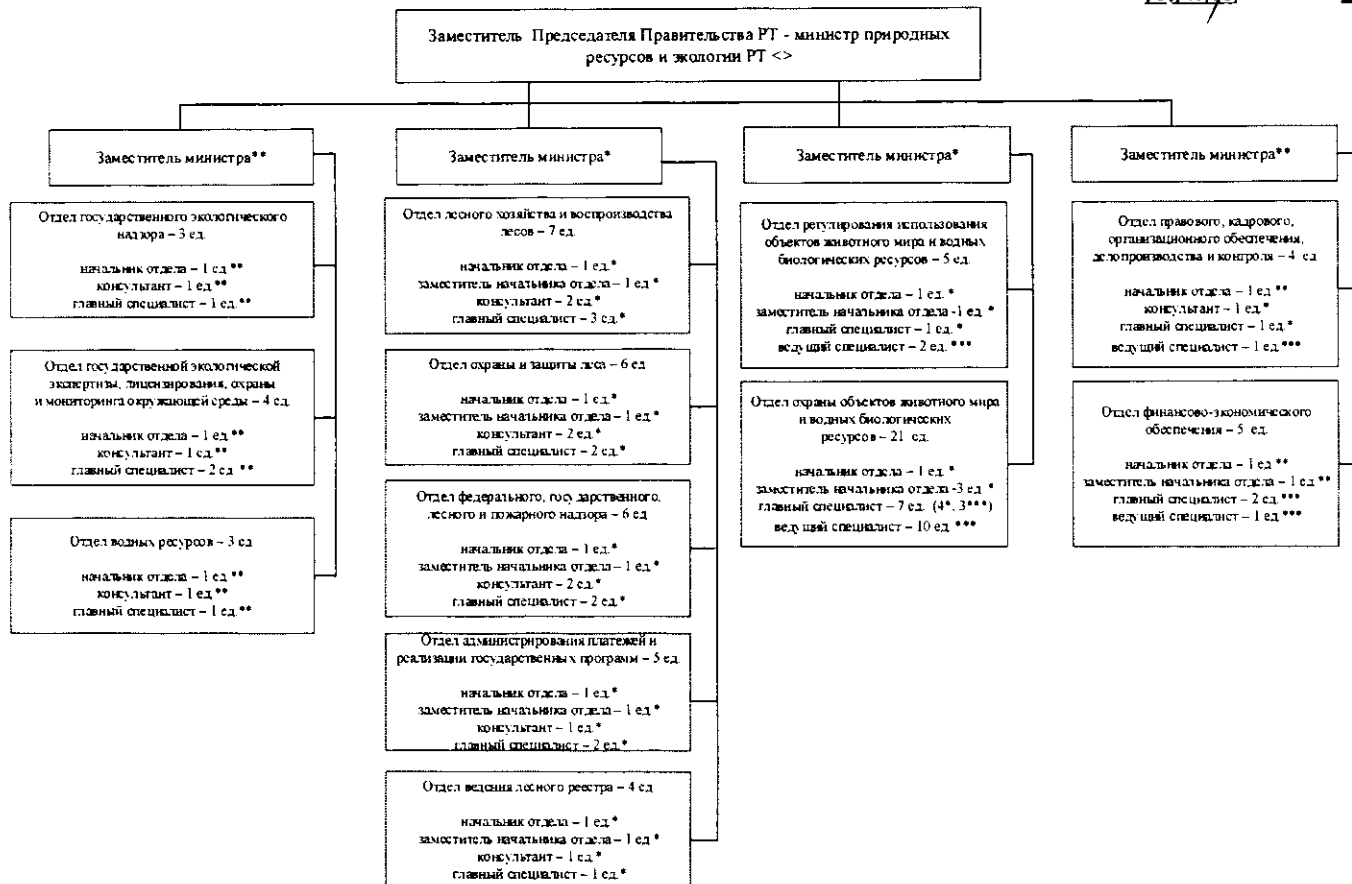 Заместитель Председателя Правительства РТ - министр природных
ресурсов и экологии РТ <>
Заместитель министра**
Отдел государственного экологического
надзора – 3 ед.
начальник отдела – 1 ед **
консультант – 1 ед **
главный специалист – 1 ед.**
Отдел государственной экологической
экспертизы, лицензирования, охраны
и мониторинга окружающей среды – 4 ед.
начальник отдела – 1 ед **
консультант – 1 ед.**
главный специалист – 2 ед **
Отдел водных ресурсов – 3 ед
начальник отдела – 1 ед **
консультант – 1 ед **
главный специалист – 1 ед **
Заместитель министра*
Отдел лесного хозяйства и воспроизводства
лесов – 7 ед.
начальник отдела – 1 ед *
заместитель начальника отдела – 1 ед *
консультант – 2 ед *
главный специалист – 3 ед.*
Отдел охраны и защиты леса – 6 ед
начальник отдела – 1 ед *
заместитель начальника отдела – 1 ед *
консультант – 2 ед *
главный специалист – 2 ед *
Отдел федерального, государственного,
лесного и пожарного надзора – 6 ед
начальник отдела – 1 ед *
заместитель начальника отдела – 1 ед *
консультант – 2 ед *
главный специалист – 2 ед *
Отдел администрирования платежей и
реализации государственных программ – 5 ед.
начальник отдела – 1 ед *
заместитель начальника отдела – 1 ед *
консультант – 1 ед *
главный специалист – 2 ед *
Отдел ведения лесного реестра – 4 ед
начальник отдела – 1 ед *
заместитель начальника отдела – 1 ед *
консультант – 1 ед *
главный специалист – 1 ед *
Заместитель министра*
Отдел регулирования использования
объектов животного мира и водных
биологических ресурсов – 5 ед.
начальник отдела – 1 ед. *
заместитель начальника отдела -1 ед *
главный специалист – 1 ед. *
ведущий специалист – 2 ед. ***
Отдел охраны объектов животного мира
и водных биологических
ресурсов – 21 ед.
начальник отдела – 1 ед. *
заместитель начальника отдела -3 ед *
главный специалист – 7 ед. (4*, 3***)
ведущий специалист – 10 ед. ***
Заместитель министра**
Отдел правового, кадрового,
организационного обеспечения,
делопроизводства и контроля – 4 ед
начальник отдела – 1 ед **
консультант – 1 ед *
главный специалист – 1 ед.*
ведущий специалист – 1 ед ***
Отдел финансово-экономического
обеспечения – 5 ед.
начальник отдела – 1 ед **
заместитель начальника отдела – 1 ед **
главный специалист – 2 ед ***
ведущий специалист – 1 ед. ***